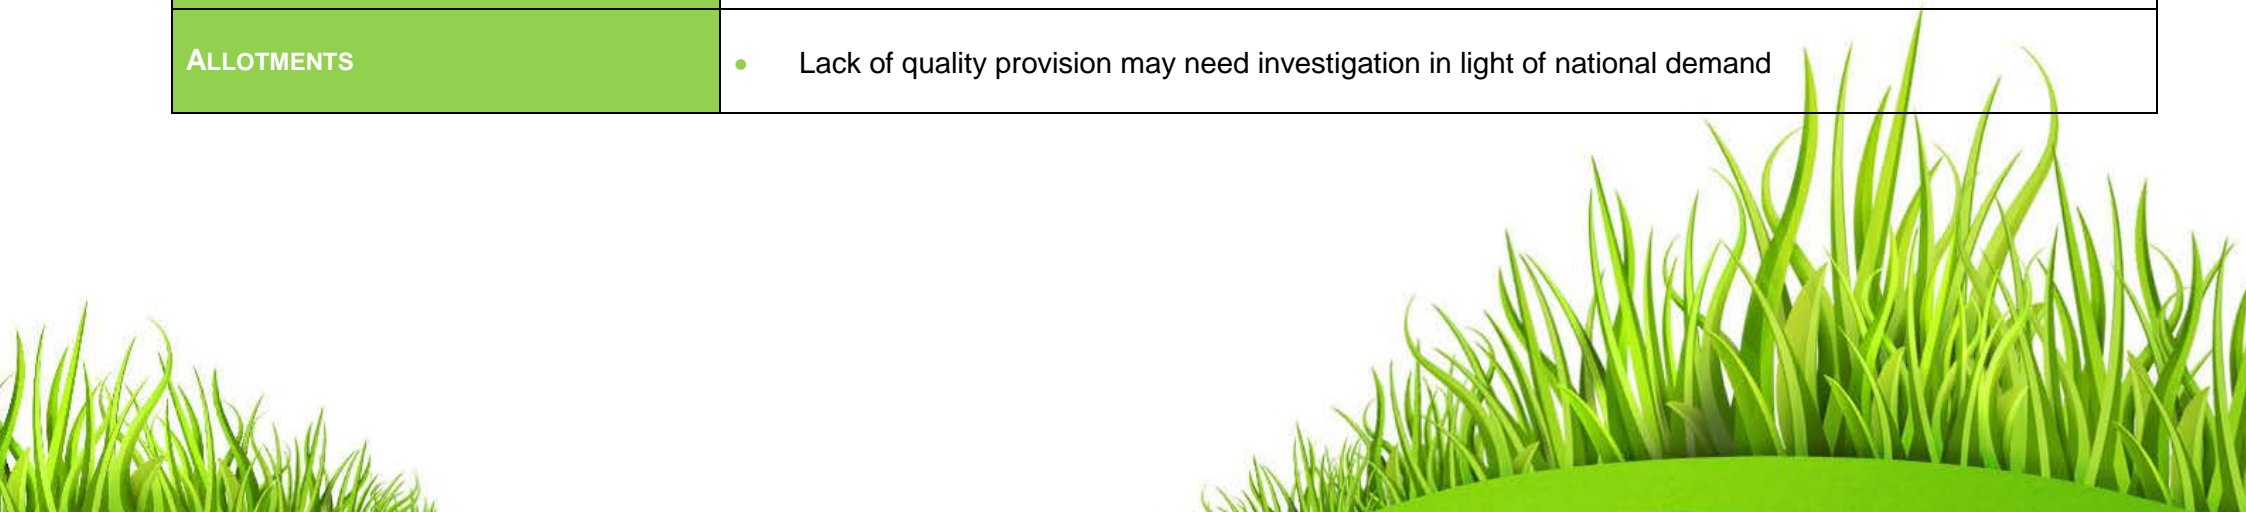 ALLOTMENTS
• Lack of quality provision may need investigation in light of national demand